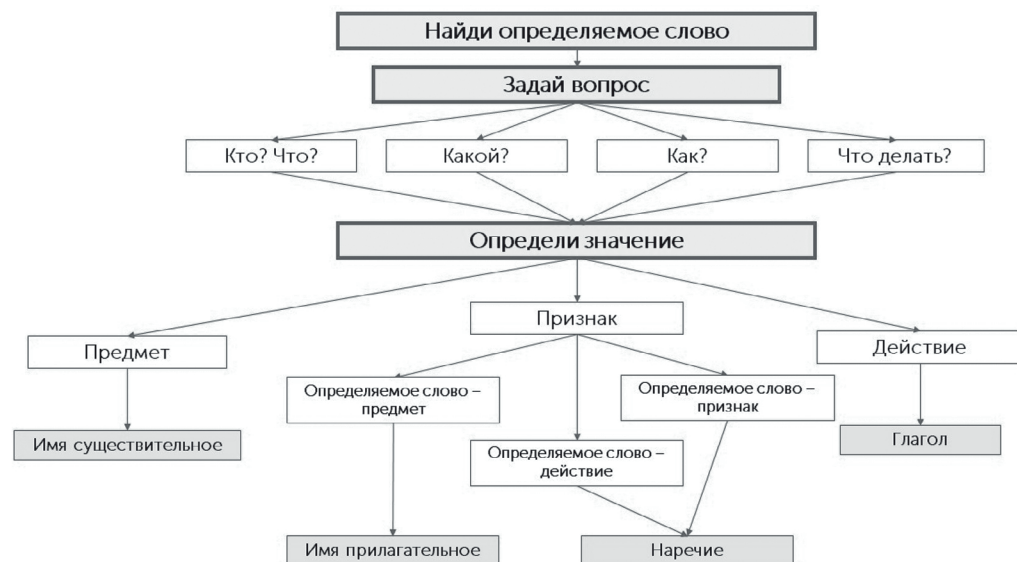 Найди определяемое слово
Задай вопрос
Кто? Что?
Какой?
Как?
Что делать?
Определи значение
Предмет
Признак
Действие
Определяемое слово –
предмет
Определяемое слово –
действие
Определяемое слово –
признак
Имя существительное
Глагол
Имя прилагательное
Наречие